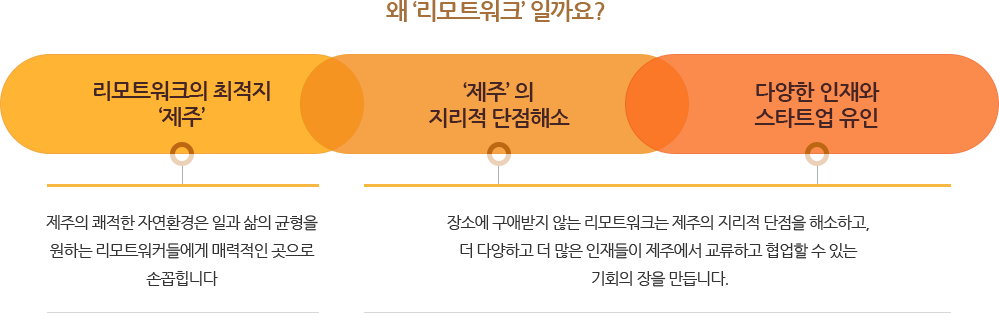 왜 ‘리모트워크’ 일까요?
리모트워크의 최적지
‘제주’
‘제주’ 의
지리적 단점해소
다양한 인재와
스타트업 유인
제주의 쾌적한 자연환경은 일과 삶의 균형을
원하는 리모트워커들에게 매력적인 곳으로
손꼽힙니다
장소에 구애받지 않는 리모트워크는 제주의 지리적 단점을 해소하고,
더 다양하고 더 많은 인재들이 제주에서 교류하고 협업할 수 있는
기회의 장을 만듭니다.